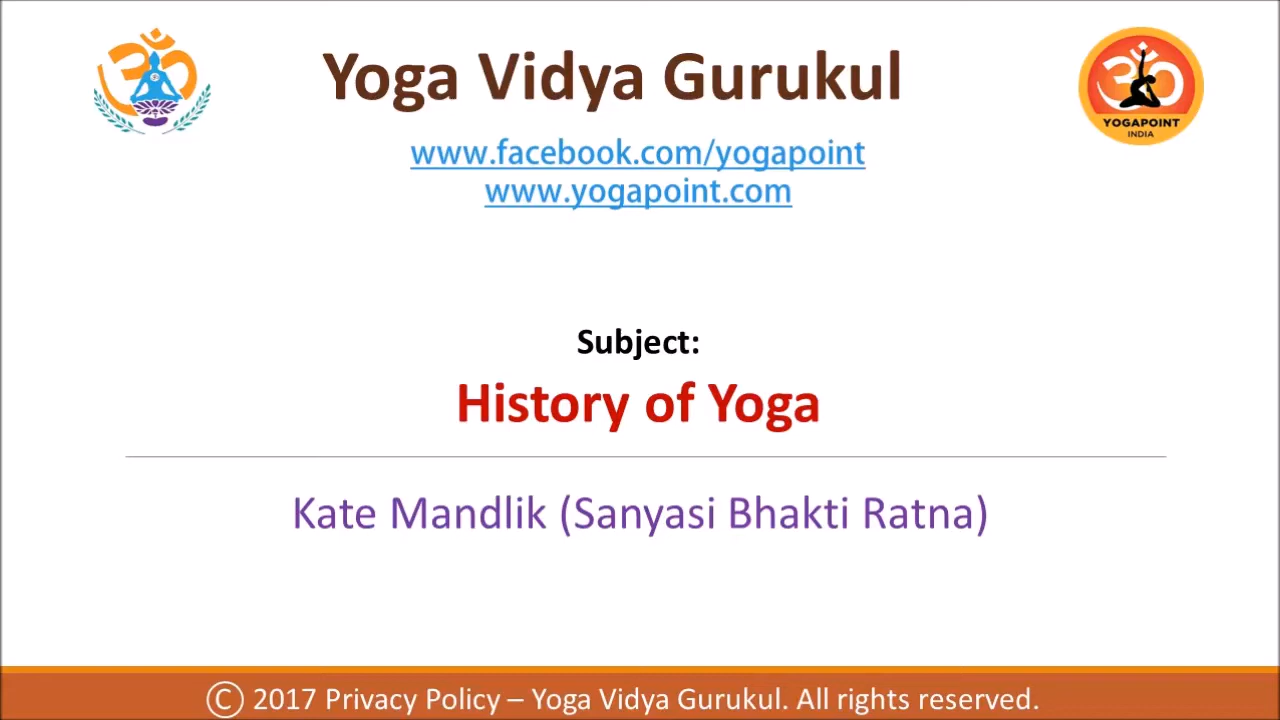 Yoga Vidya Gurukul
YOGAPOINT
INDIA
www.facebook.com/yogapoint
www.yogapoint.com
Subject:
History of Yoga
Kate Mandlik (Sanyasi Bhakti Ratna)
© 2017 Privacy Policy – Yoga Vidya Gurukul. All rights reserved.